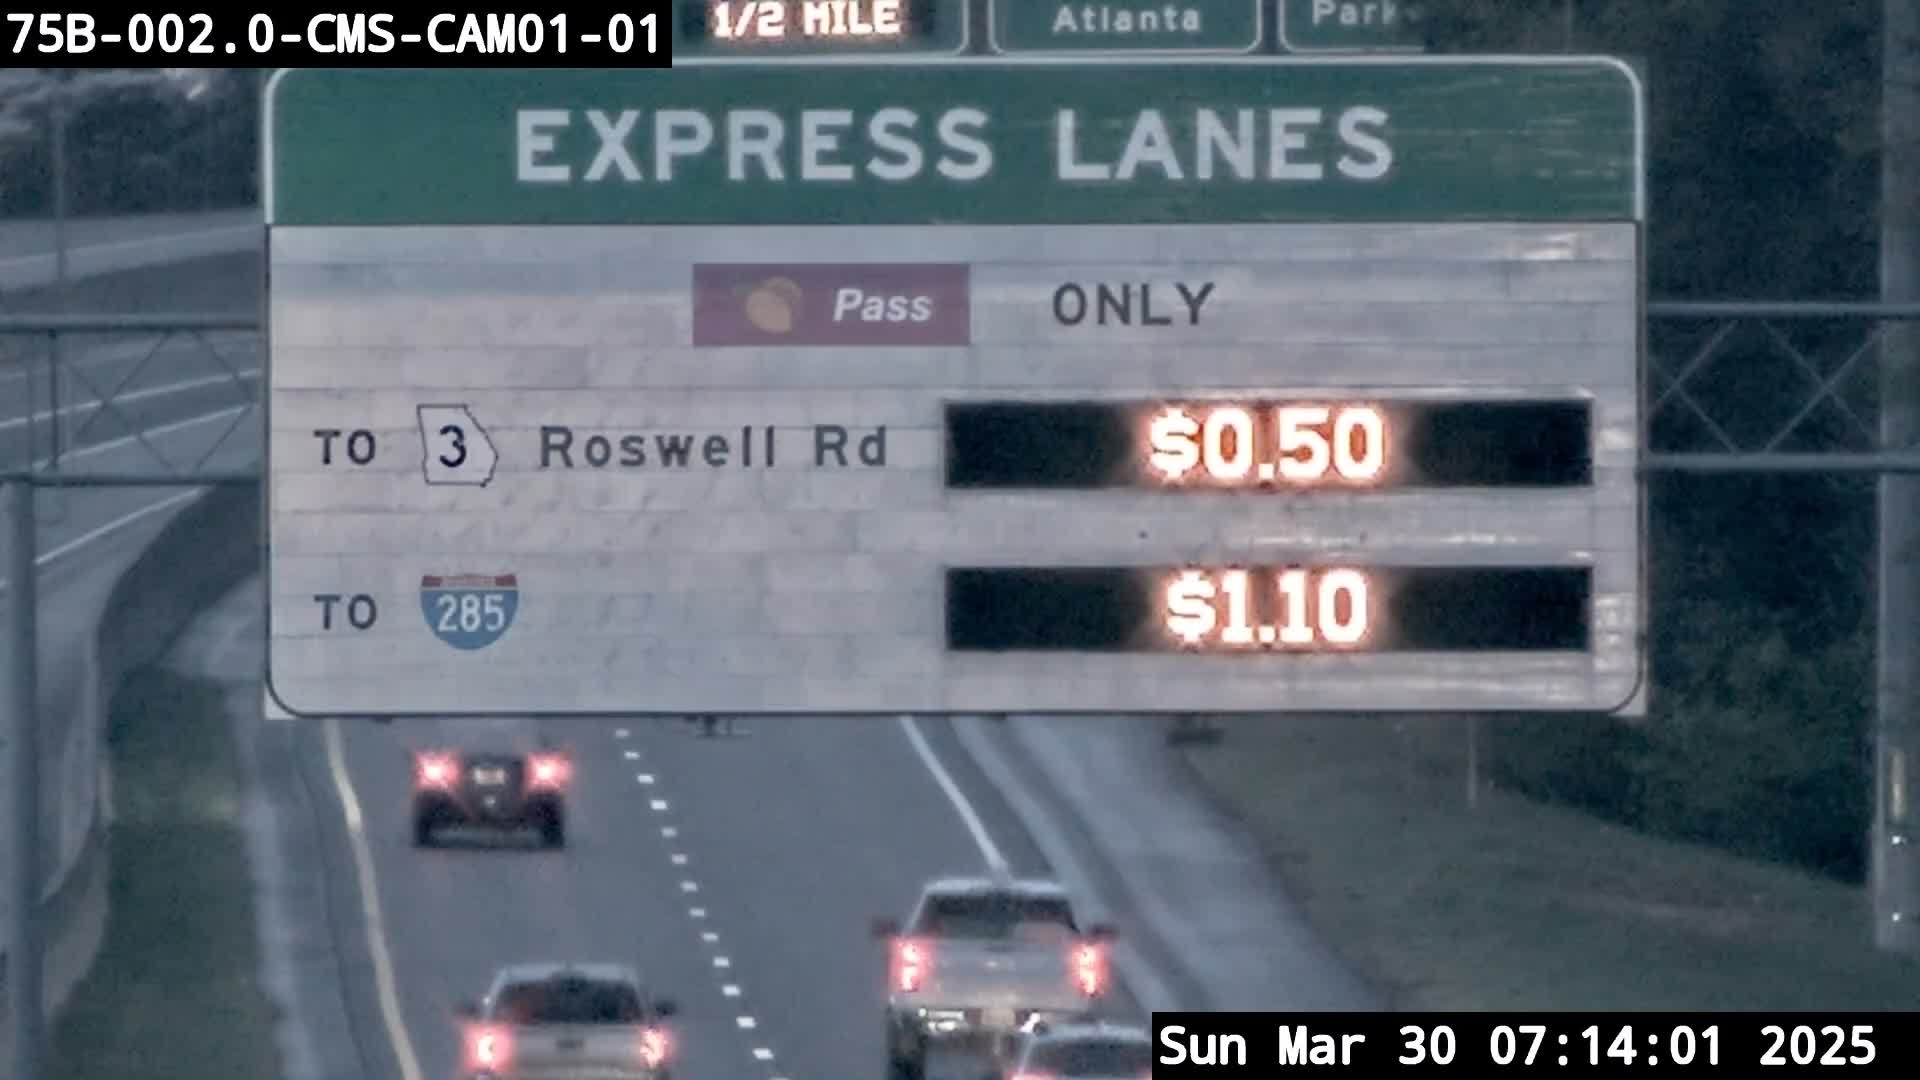 75B-002.0-CMS-CAM01-01
1/2 MILE
Atlanta
Park
EXPRESS LANES
Pass ONLY
TO 3 Roswell Rd $0.50
TO 285 $1.10
Sun Mar 30 07:14:01 2025